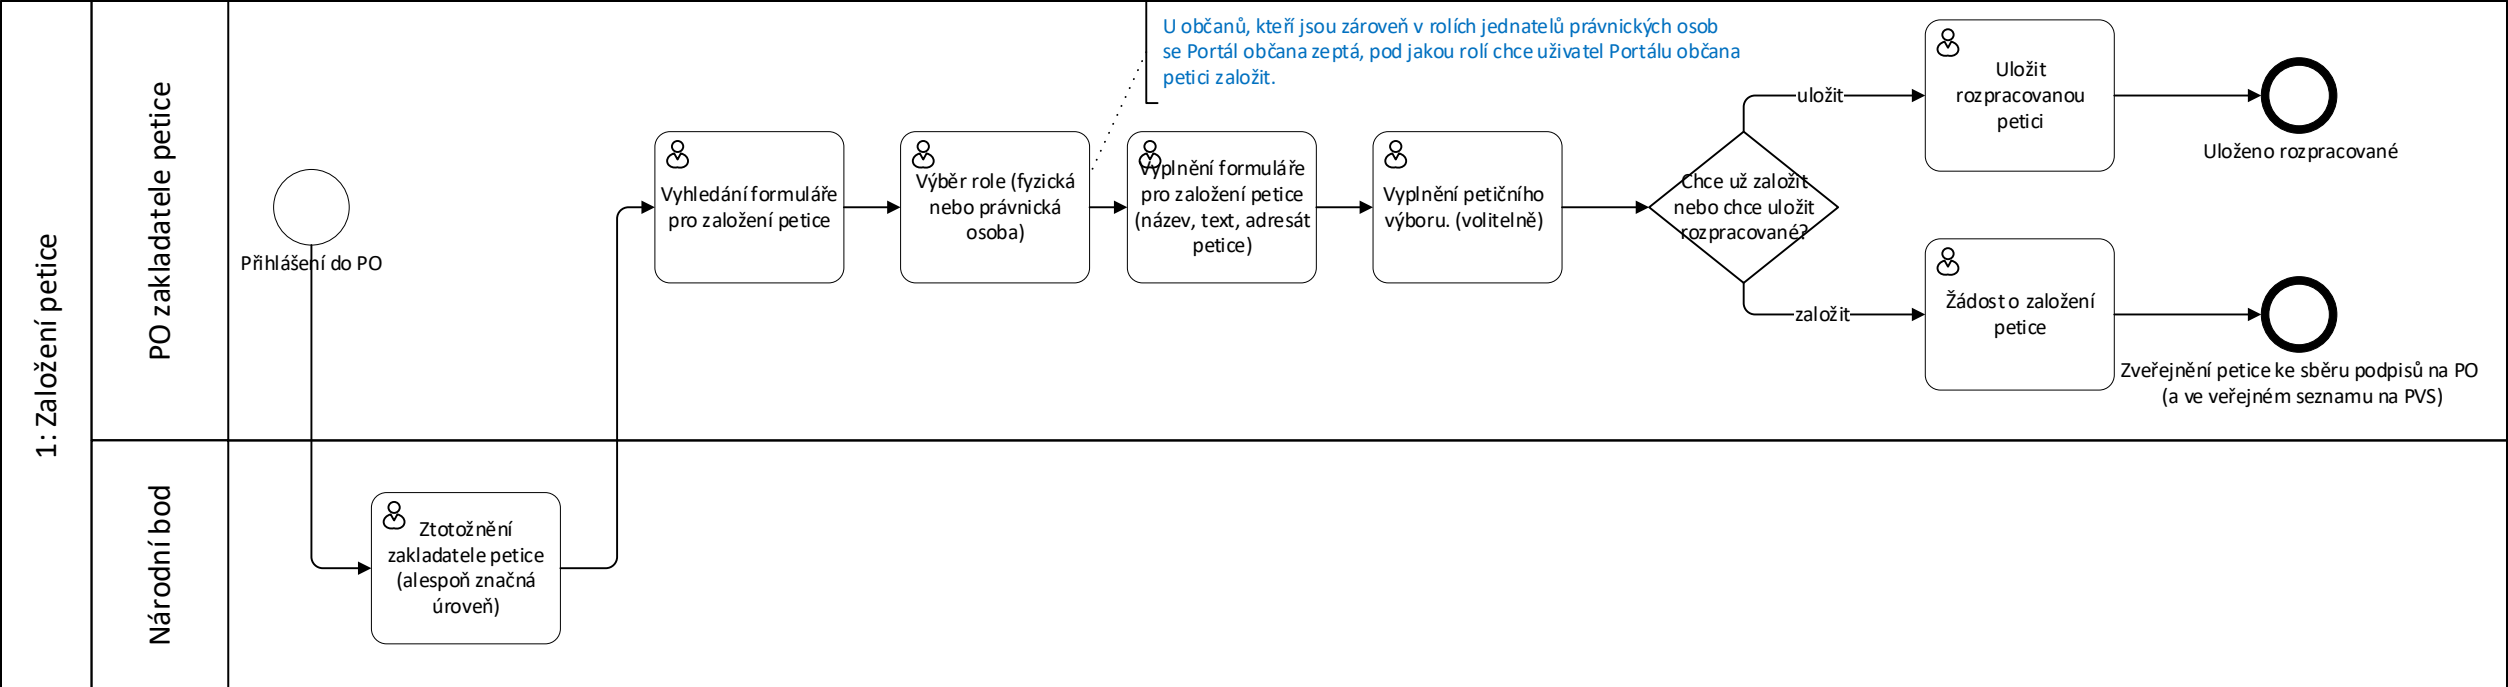 1: Založení petice
PO zakladatele petice
Národní bod
U občanů, kteří jsou zároveň v rolích jednatelů právnických osob
se Portál občana zeptá, pod jakou rolí chce uživatel Portálu občana
petici založit.
Přihlášení do PO
Ztotožnění
zakladatele petice
(alespoň značná
úroveň)
Vyhledání formuláře
pro založení petice
Výběr role (fyzická
nebo právnická
osoba)
Vyplnění formuláře
pro založení petice
(název, text, adresát
petice)
Vyplnění petičního
výboru. (volitelně)
Chce už založit
nebo chce uložit
rozpracované?
uložit
Uložit
rozpracovanou
petici
Uloženo rozpracované
založit
Žádost o založení
petice
Zveřejnění petice ke sběru podpisů na PO
(a ve veřejném seznamu na PVS)